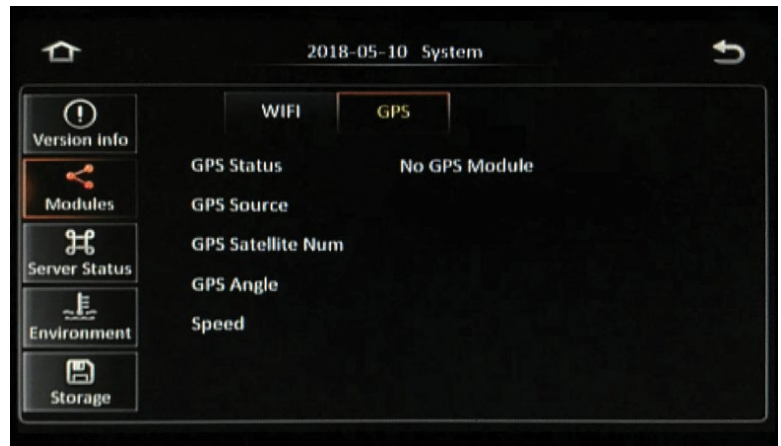 2018-05-10 System
Version info
Modules
Server Status
Environment
Storage
WIFI GPS
GPS Status No GPS Module
GPS Source
GPS Satellite Num
GPS Angle
Speed